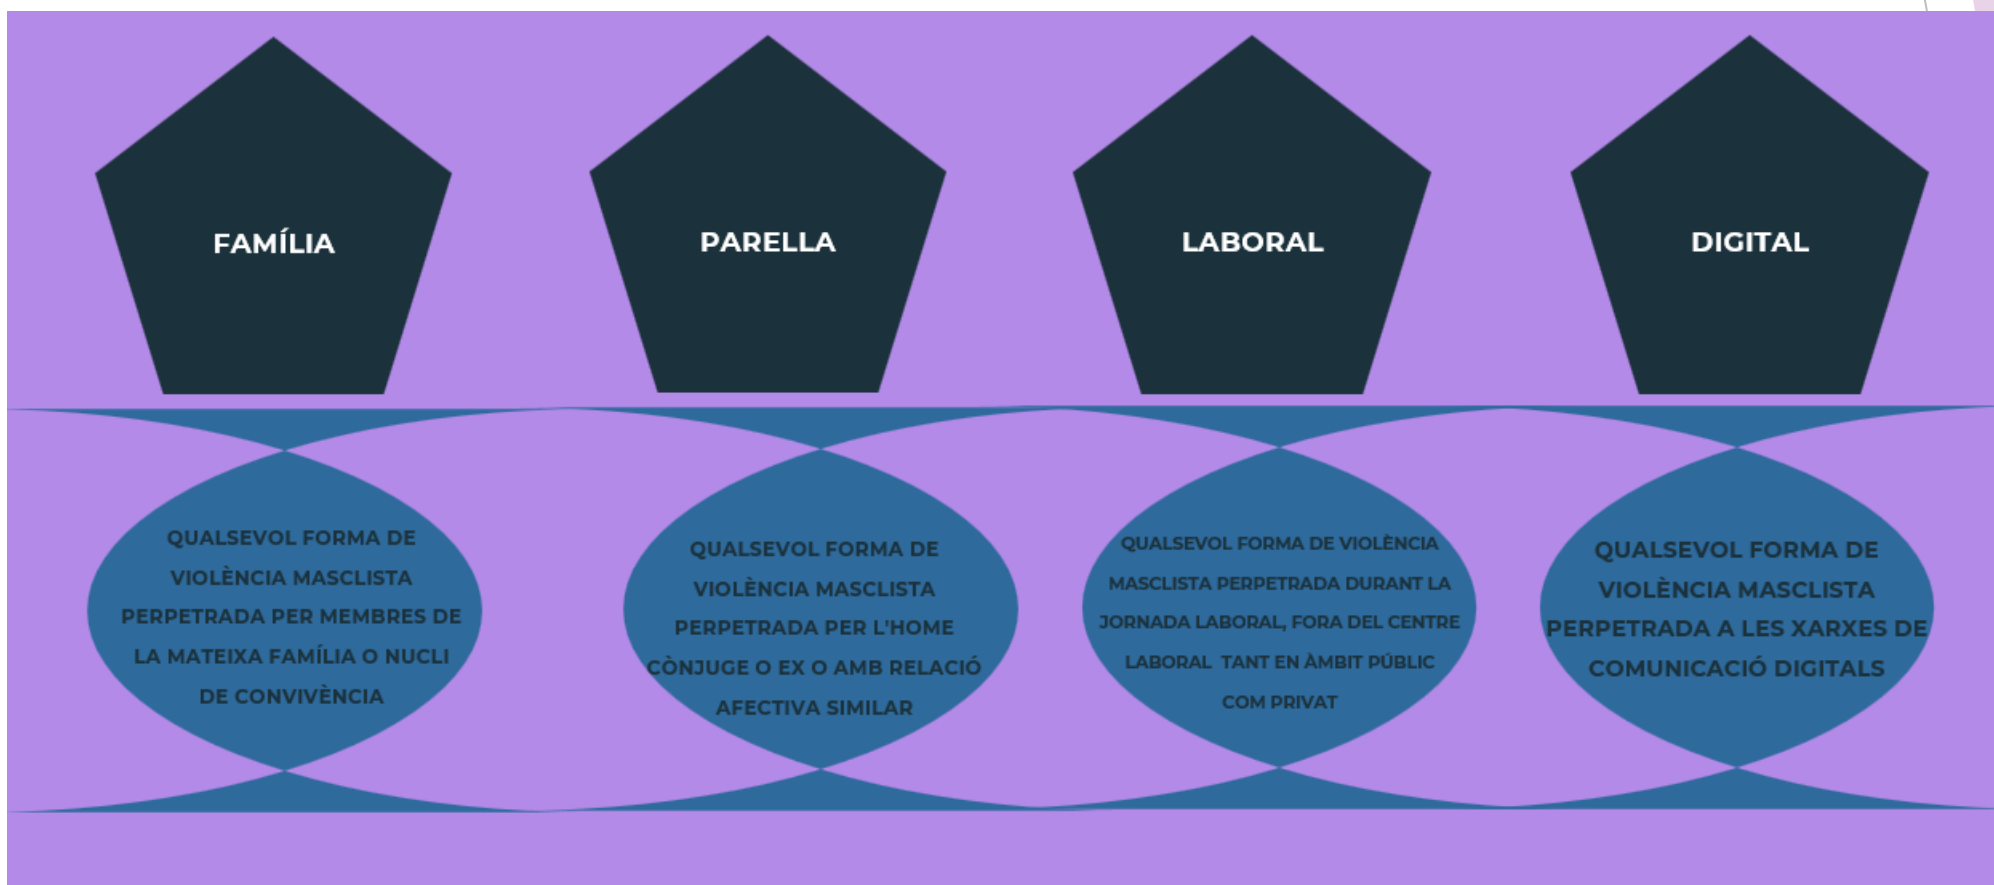 FAMÍLIA
PARELLA
LABORAL
DIGITAL
QUALSEVOL FORMA DE
VIOLÈNCIA MASCLISTA
PERPETRADA PER MEMBRES DE
LA MATEIXA FAMÍLIA O NUCLI
DE CONVIVÈNCIA
QUALSEVOL FORMA DE
VIOLÈNCIA MASCLISTA
PERPETRADA PER L'HOME
CÒNJUGE O EX O AMB RELACIÓ
AFECTIVA SIMILAR
QUALSEVOL FORMA DE VIOLÈNCIA
MASCLISTA PERPETRADA DURANT LA
JORNADA LABORAL, FORA DEL CENTRE
LABORAL TANT EN ÀMBIT PÚBLIC
COM PRIVAT
QUALSEVOL FORMA DE
VIOLÈNCIA MASCLISTA
PERPETRADA A LES XARXES DE
COMUNICACIÓ DIGITALS